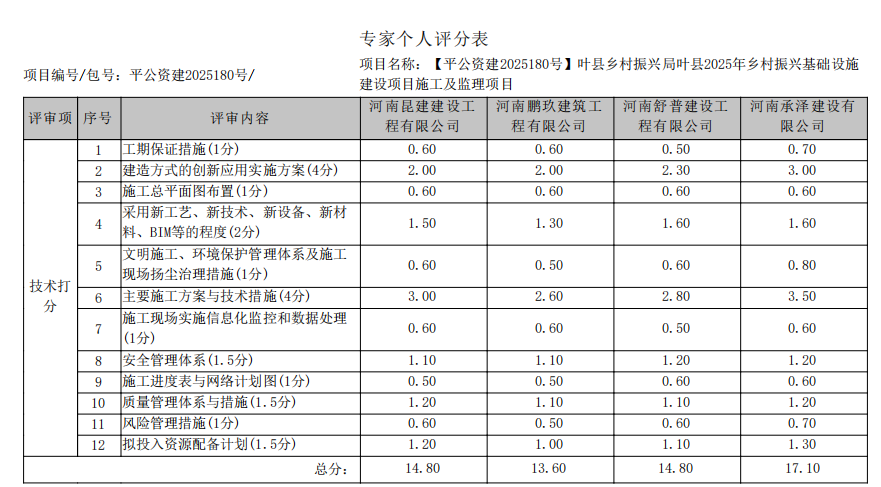 专家个人评分表
项目编号/包号：平公资建2025180号/
项目名称：【平公资建2025180号】叶县乡村振兴局叶县2025年乡村振兴基础设施
建设项目施工及监理项目
评审项 序号 评审内容 河南昆建建设工程有限公司 河南鹏玖建筑工程有限公司 河南舒普建设工程有限公司 河南承泽建设有限公司
技术打分
1 工期保证措施(1分) 0.60 0.60 0.50 0.70
2 建造方式的创新应用实施方案(4分) 2.00 2.00 2.30 3.00
3 施工总平面图布置(1分) 0.60 0.60 0.60 0.60
4 采用新工艺、新技术、新设备、新材料、BIM等的程度(2分) 1.50 1.30 1.60 1.60
5 文明施工、环境保护管理体系及施工现场扬尘治理措施(1分) 0.60 0.50 0.60 0.80
6 主要施工方案与技术措施(4分) 3.00 2.60 2.80 3.50
7 施工现场实施信息化监控和数据处理(1分) 0.60 0.60 0.50 0.60
8 安全管理体系(1.5分) 1.10 1.10 1.20 1.20
9 施工进度表与网络计划图(1分) 0.50 0.50 0.60 0.60
10 质量管理体系与措施(1.5分) 1.20 1.10 1.10 1.20
11 风险管理措施(1分) 0.60 0.50 0.60 0.70
12 拟投入资源配备计划(1.5分) 1.20 1.00 1.10 1.30
总分： 14.80 13.60 14.80 17.10